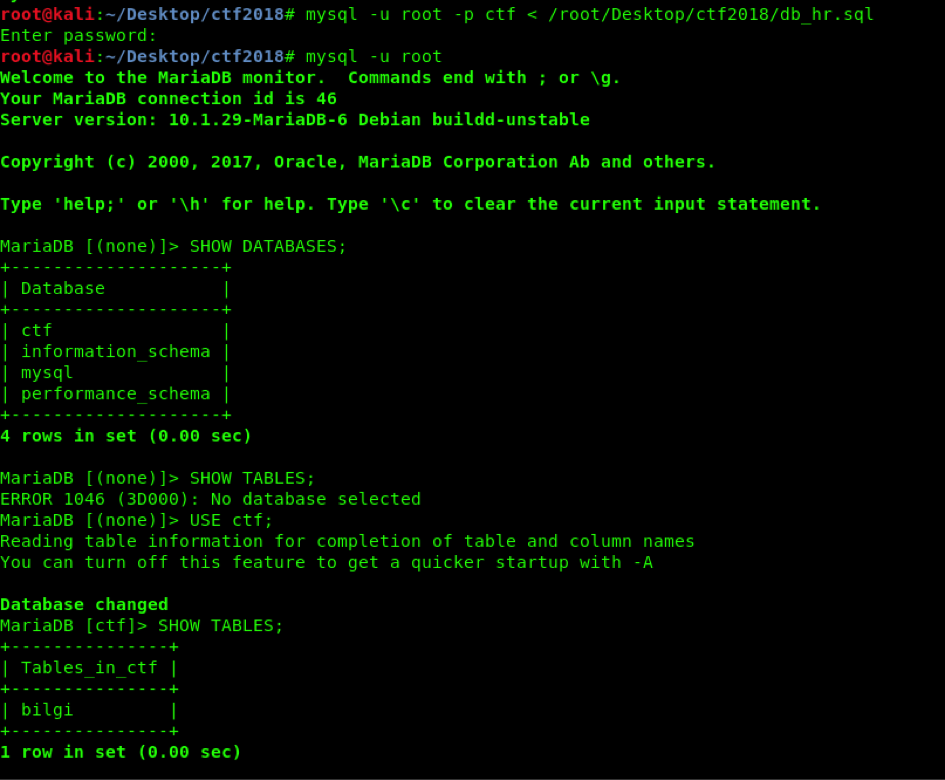 root@kali:~/Desktop/ctf2018# mysql -u root -p ctf < /root/Desktop/ctf2018/db_hr.sql
Enter password:
root@kali:~/Desktop/ctf2018# mysql -u root
Welcome to the MariaDB monitor.  Commands end with ; or \g.
Your MariaDB connection id is 46
Server version: 10.1.29-MariaDB-6 Debian buildd-unstable

Copyright (c) 2000, 2017, Oracle, MariaDB Corporation Ab and others.

Type 'help;' or '\h' for help. Type '\c' to clear the current input statement.

MariaDB [(none)]> SHOW DATABASES;
+--------------------+
| Database           |
+--------------------+
| ctf                |
| information_schema |
| mysql              |
| performance_schema |
+--------------------+
4 rows in set (0.00 sec)

MariaDB [(none)]> SHOW TABLES;
ERROR 1046 (3D000): No database selected
MariaDB [(none)]> USE ctf;
Reading table information for completion of table and column names
You can turn off this feature to get a quicker startup with -A

Database changed
MariaDB [ctf]> SHOW TABLES;
+---------------+
| Tables_in_ctf |
+---------------+
| bilgi         |
+---------------+
1 row in set (0.00 sec)